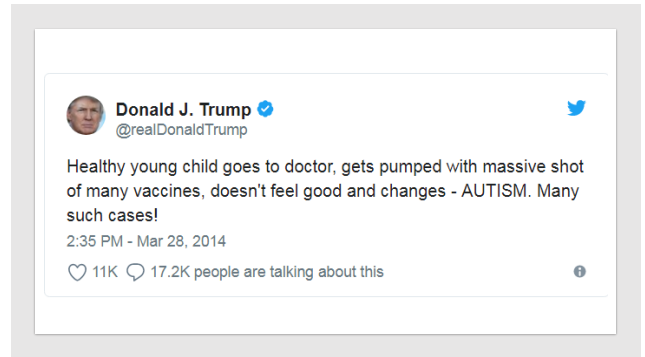 Donald J. Trump
@realDonaldTrump
Healthy young child goes to doctor, gets pumped with massive shot
of many vaccines, doesn't feel good and changes - AUTISM. Many
such cases!
2:35 PM - Mar 28, 2014
11K 17.2K people are talking about this